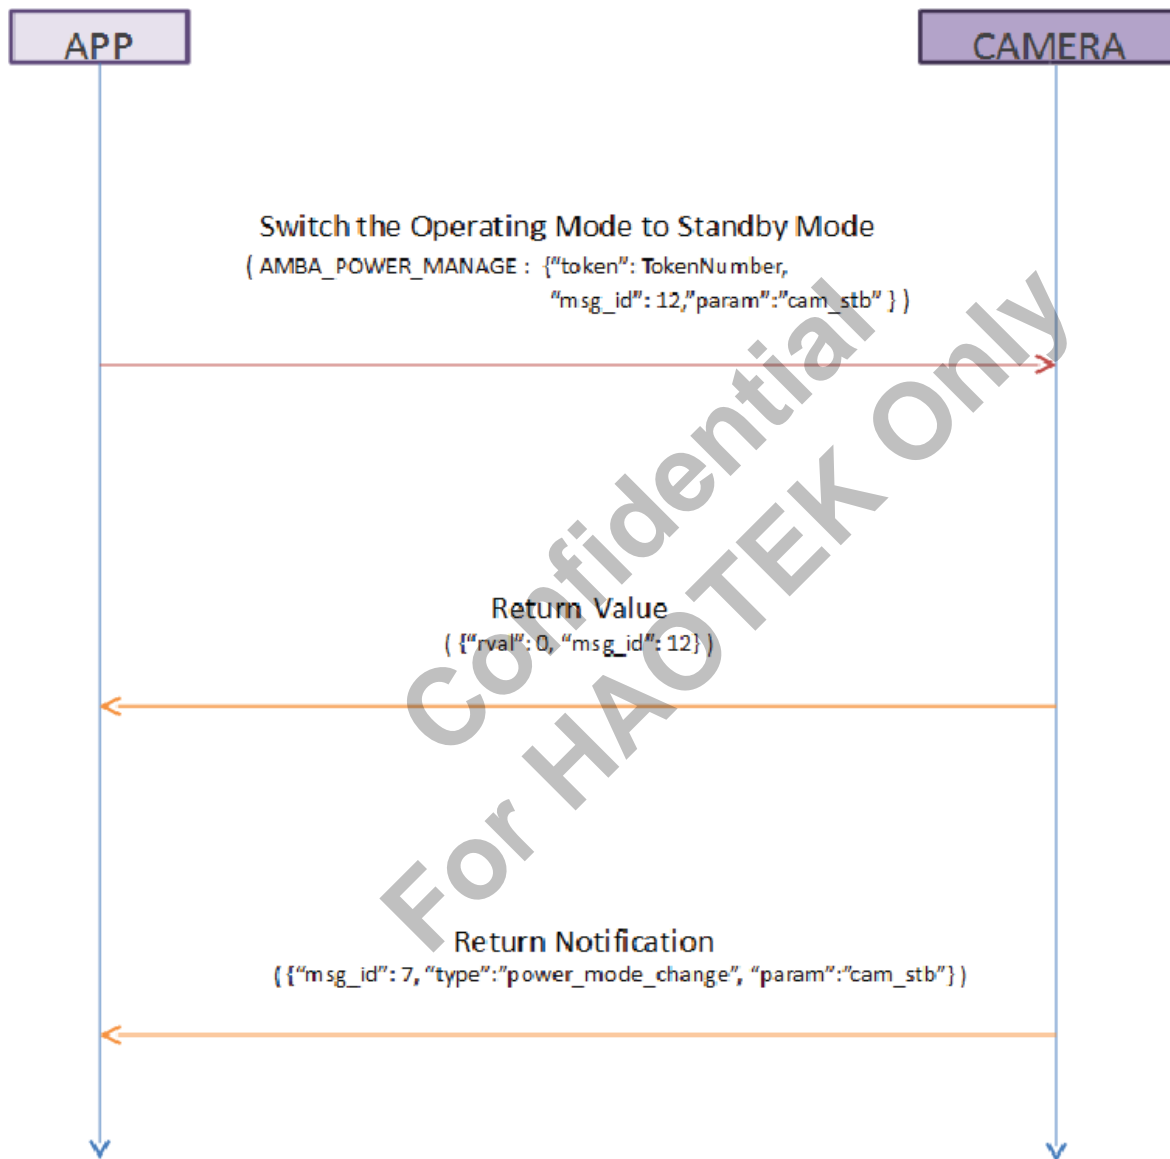 APP
CAMERA
Switch the Operating Mode to Standby Mode
( AMBA_POWER_MANAGE : {“token”: TokenNumber,
“msg_id”: 12,”param”:”cam_stb” } )
Return Value
( {“rval”: 0, “msg_id”: 12} )
Return Notification
( {“msg_id”: 7, “type”:”power_mode_change”, “param”:”cam_stb”} )
Confidential
For HAOTEK Only